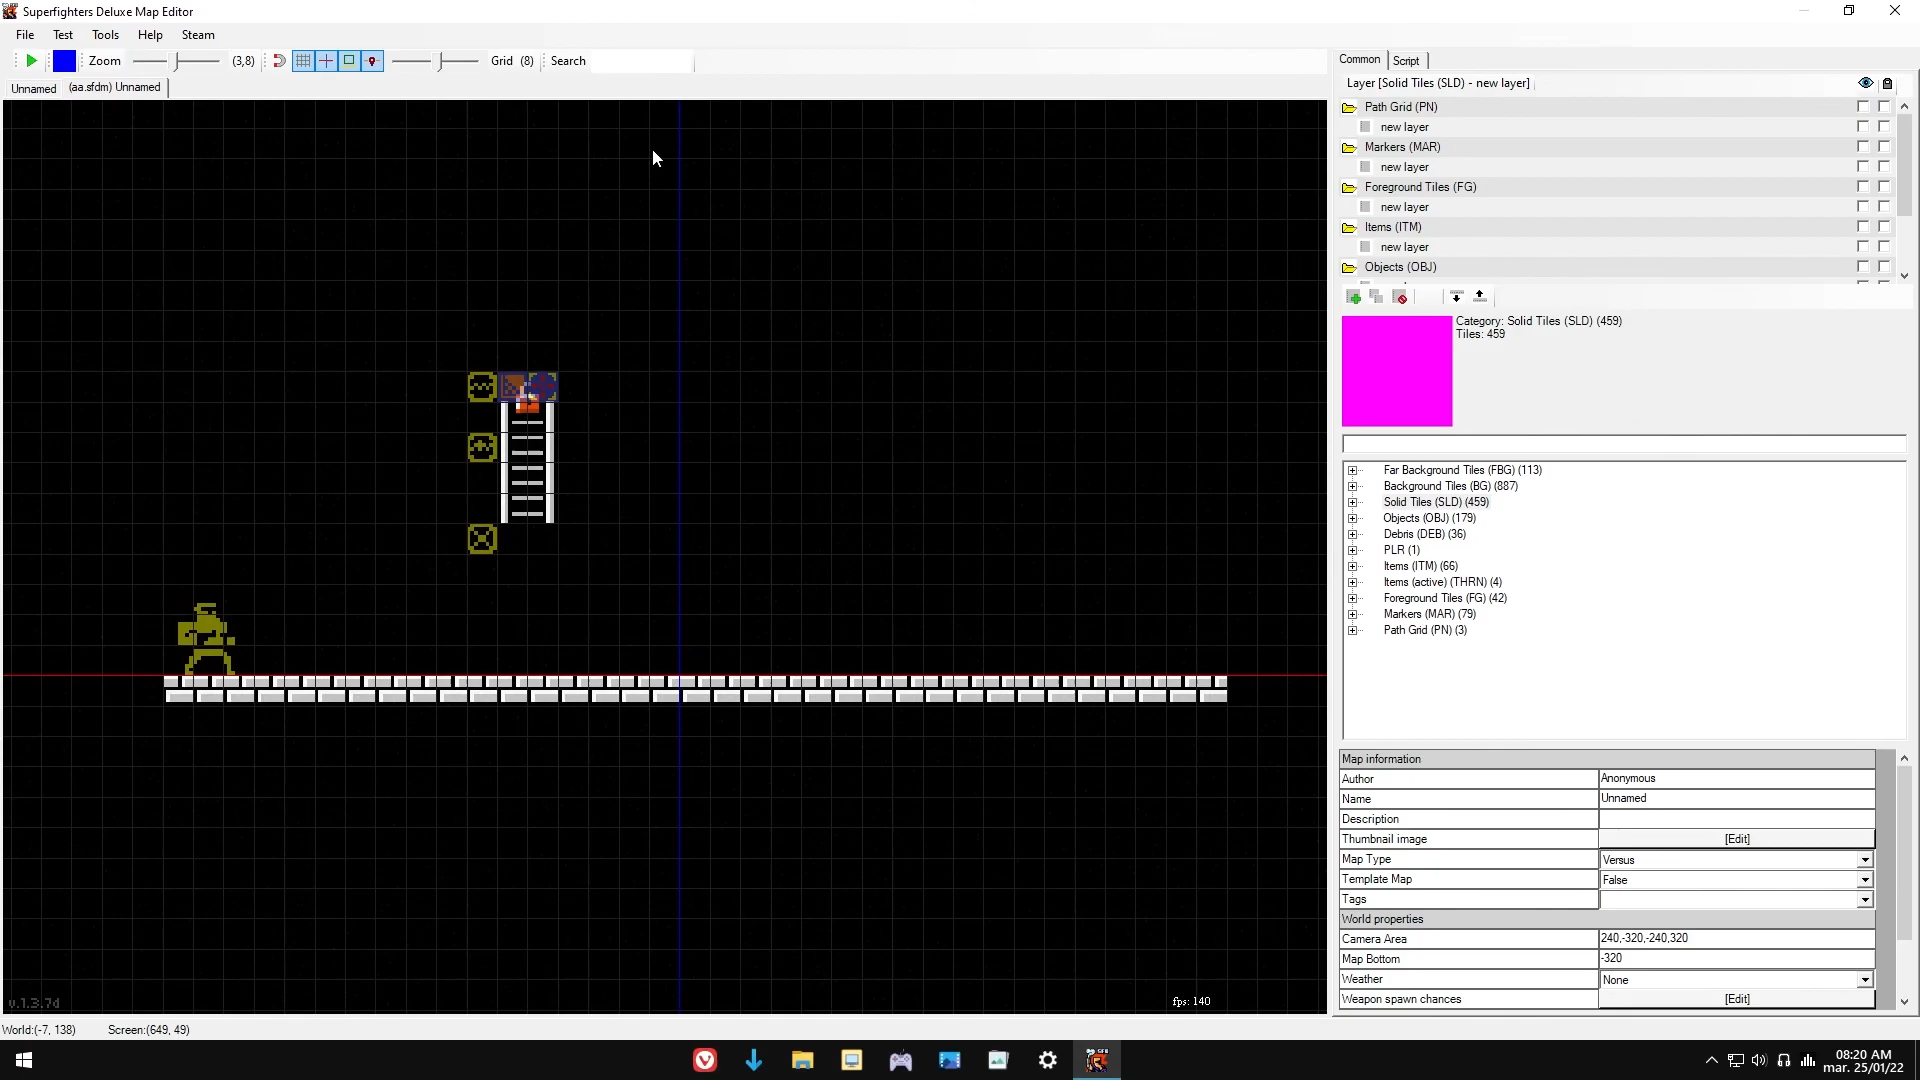 Superfighters Deluxe Map Editor
File Test Tools Help Steam
Zoom (3,8) Grid (8) Search
Unnamed (aa.sfdm) Unnamed
Common Script
Layer [Solid Tiles (SLD) - new layer]
Path Grid (PN)
new layer
Markers (MAR)
new layer
Foreground Tiles (FG)
new layer
Items (ITM)
new layer
Objects (OBJ)
Category: Solid Tiles (SLD) (459)
Tiles: 459
Far Background Tiles (FBG) (113)
Background Tiles (BG) (887)
Solid Tiles (SLD) (459)
Objects (OBJ) (179)
Debris (DEB) (36)
PLR (1)
Items (ITM) (66)
Items (active) (THRN) (4)
Foreground Tiles (FG) (42)
Markers (MAR) (79)
Path Grid (PN) (3)
Map information
Author Anonymous
Name Unnamed
Description
Thumbnail image [Edit]
Map Type Versus
Template Map False
Tags
World properties
Camera Area 240,-320,-240,320
Map Bottom -320
Weather None
Weapon spawn chances [Edit]
v.1.3.7d
fps: 140
World:(-7, 138) Screen:(649, 49)
08:20 AM
mar. 25/01/22